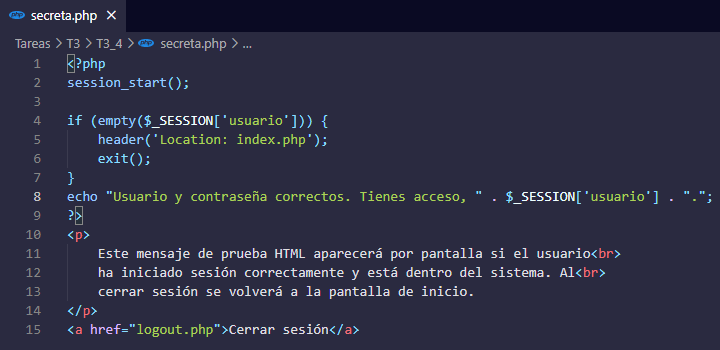 secreta.php ×
Tareas > T3 > T3_4 > secreta.php > ...
1 <?php
2 session_start();
3
4 if (empty($_SESSION['usuario'])) {
5     header('Location: index.php');
6     exit();
7 }
8 echo "Usuario y contraseña correctos. Tienes acceso, " . $_SESSION['usuario'] . ".";
9 ?>
10 <p>
11     Este mensaje de prueba HTML aparecerá por pantalla si el usuario<br>
12     ha iniciado sesión correctamente y está dentro del sistema. Al<br>
13     cerrar sesión se volverá a la pantalla de inicio.
14 </p>
15 <a href="logout.php">Cerrar sesión</a>